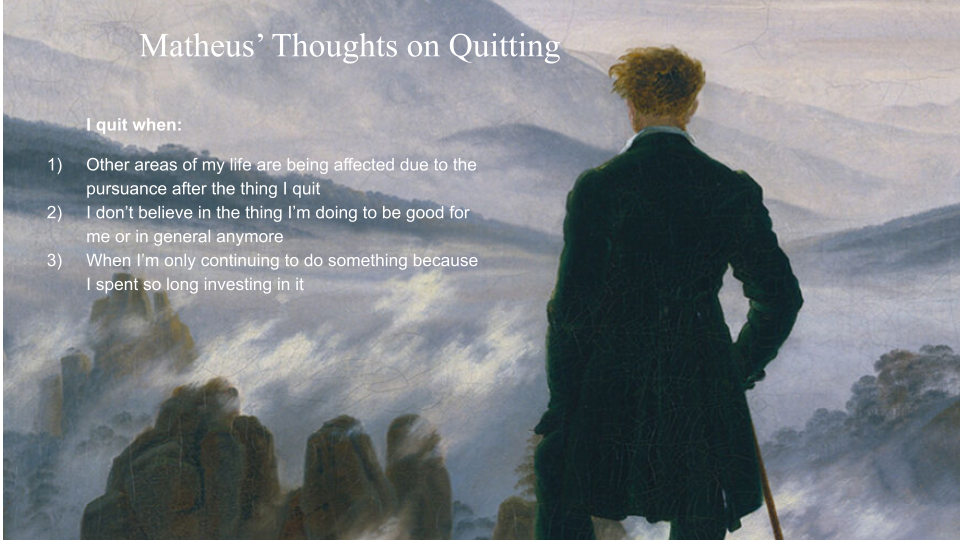 Matheus’ Thoughts on Quitting
I quit when:
1) Other areas of my life are being affected due to the
pursuance after the thing I quit
2) I don’t believe in the thing I’m doing to be good for
me or in general anymore
3) When I’m only continuing to do something because
I spent so long investing in it